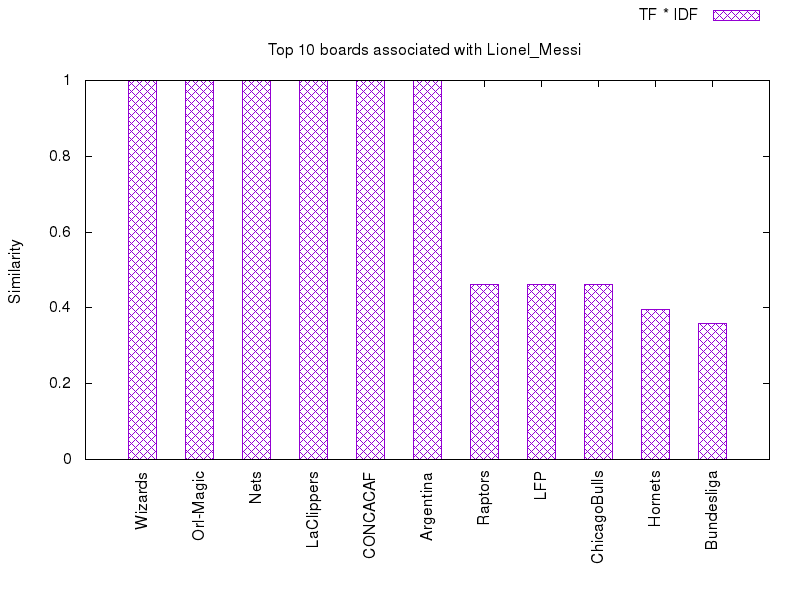 TF * IDF
Top 10 boards associated with Lionel_Messi
1
0.8
0.6
0.4
0.2
0
Similarity
Wizards
Orl-Magic
Nets
LaClippers
CONCACAF
Argentina
Raptors
LFP
ChicagoBulls
Hornets
Bundesliga